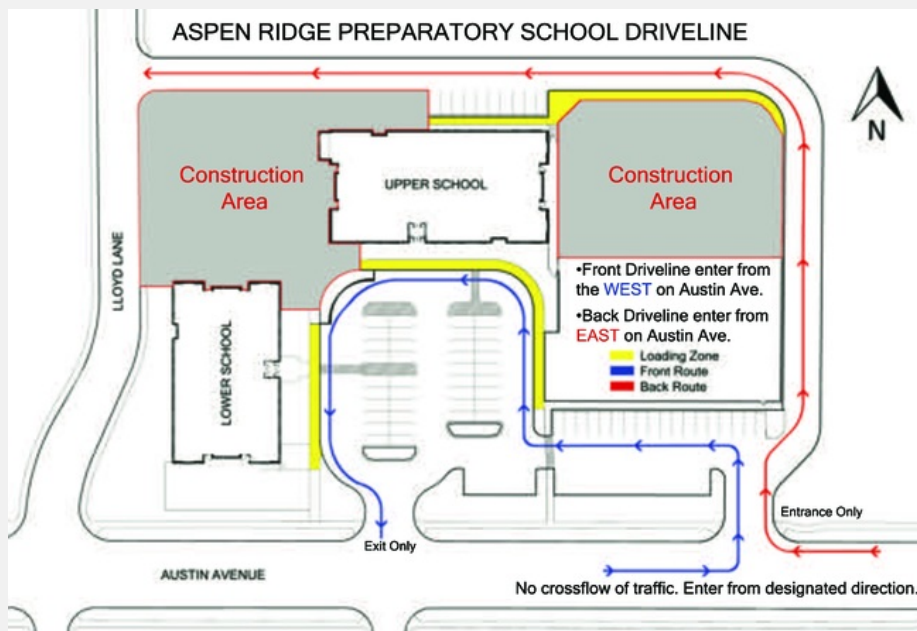 ASPEN RIDGE PREPARATORY SCHOOL DRIVELINE
N
Construction
Area
UPPER SCHOOL
Construction
Area
LLOYD LANE
LOWER SCHOOL
•Front Driveline enter from
the WEST on Austin Ave.
•Back Driveline enter from
EAST on Austin Ave.
Loading Zone
Front Route
Back Route
Entrance Only
Exit Only
AUSTIN AVENUE
No crossflow of traffic. Enter from designated direction.